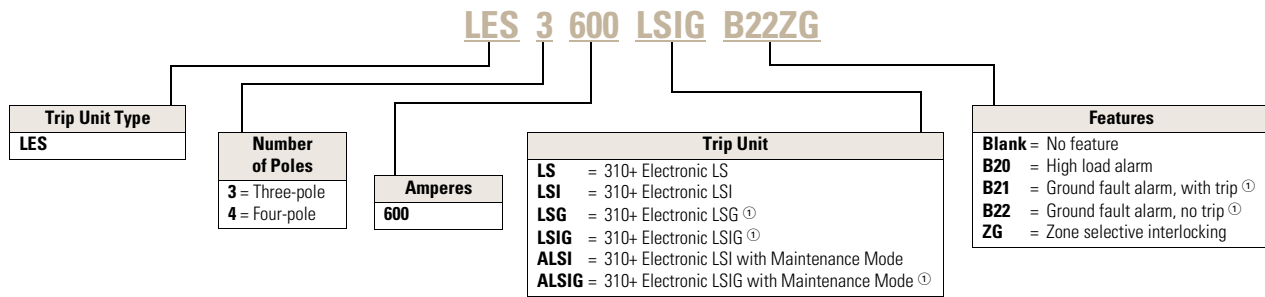 LES 3 600 LSIG B22ZG
Trip Unit Type
LES
Number
of Poles
3 = Three-pole
4 = Four-pole
Amperes
600
Trip Unit
LS = 310+ Electronic LS
LSI = 310+ Electronic LSI
LSG = 310+ Electronic LSG ①
LSIG = 310+ Electronic LSIG ①
ALSI = 310+ Electronic LSI with Maintenance Mode
ALSIG = 310+ Electronic LSIG with Maintenance Mode ①
Features
Blank = No feature
B20 = High load alarm
B21 = Ground fault alarm, with trip ①
B22 = Ground fault alarm, no trip ①
ZG = Zone selective interlocking